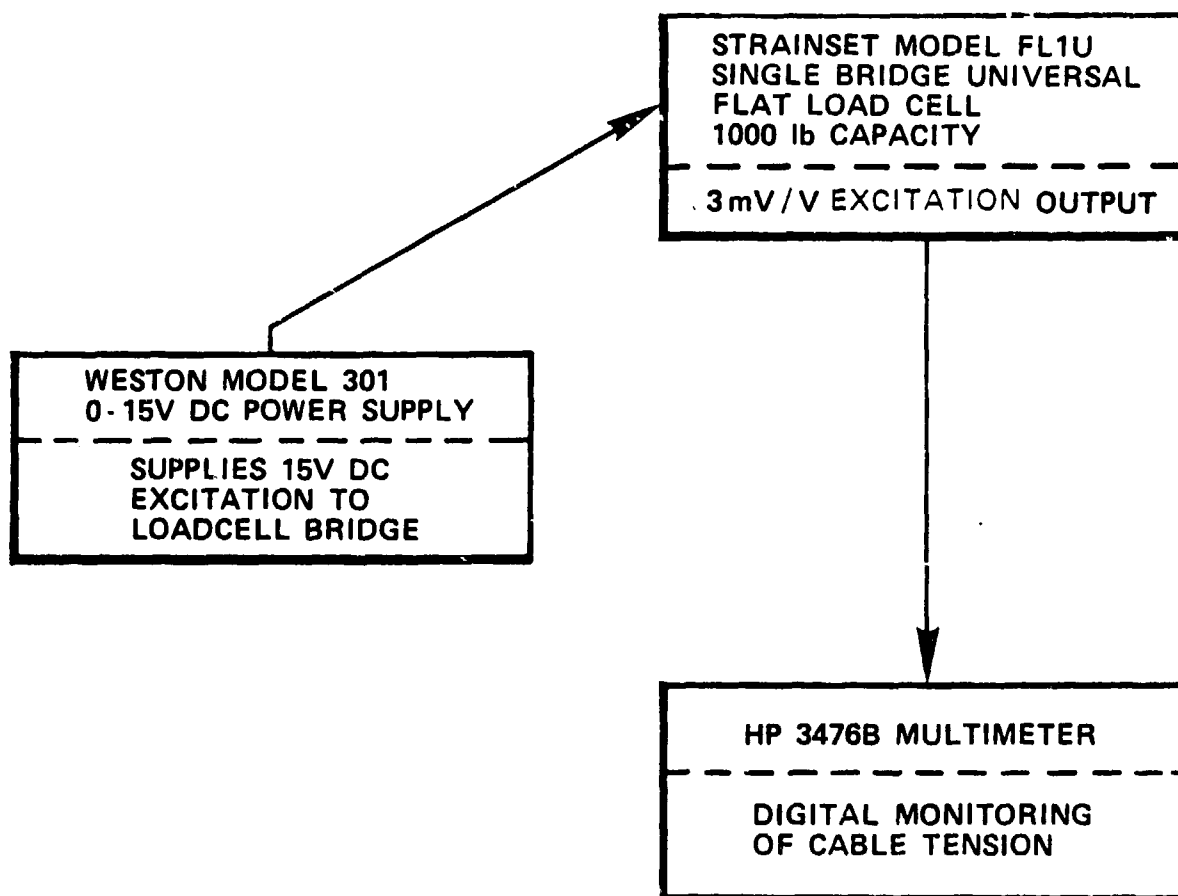 STRAINSET MODEL FL1U
SINGLE BRIDGE UNIVERSAL
FLAT LOAD CELL
1000 lb CAPACITY
3mV/V EXCITATION OUTPUT
WESTON MODEL 301
0-15V DC POWER SUPPLY
SUPPLIES 15V DC
EXCITATION TO
LOADCELL BRIDGE
HP 3476B MULTIMETER
DIGITAL MONITORING
OF CABLE TENSION